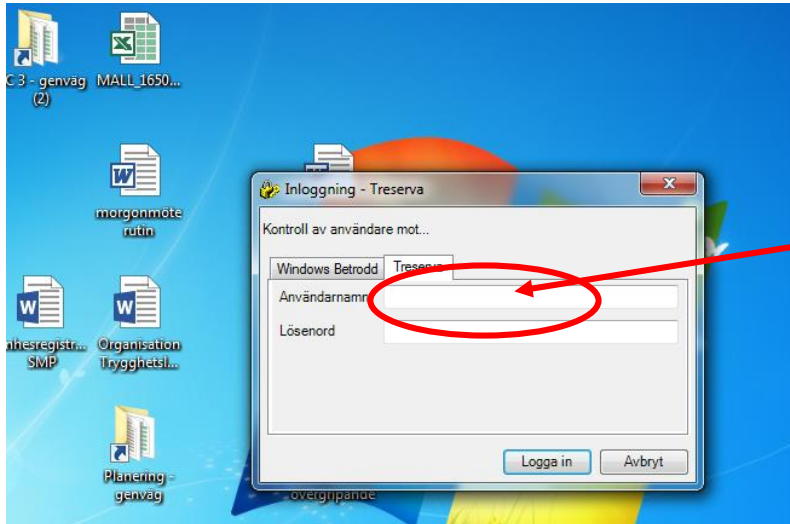 C 3 - genväg
(2)
MALL_1650...
morgonmöte
rutin
nhesregistr...
SMP
Organisation
Trygghetsl...
Planering -
genväg
övergripande
Inloggning - Treserva
Kontroll av användare mot...
Windows Betrodd
Treserva
Användarnamn
Lösenord
Logga in
Avbryt